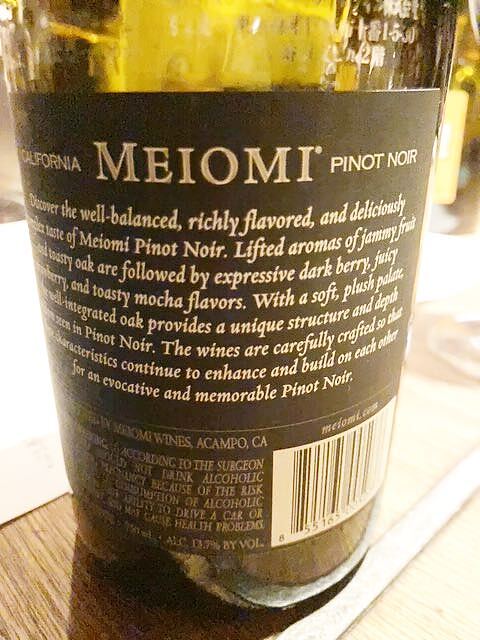 CALIFORNIA MEIOMI® PINOT NOIR
Discover the well-balanced, richly flavored, and deliciously
taste of Meiomi Pinot Noir. Lifted aromas of jammy fruit
toasty oak are followed by expressive dark berry, juicy
and toasty mocha flavors. With a soft, plush palate,
well-integrated oak provides a unique structure and depth
seen in Pinot Noir. The wines are carefully crafted so that
characteristics continue to enhance and build on each other
for an evocative and memorable Pinot Noir.
BY MEIOMI WINES, ACAMPO, CA
meiomi.com
ACCORDING TO THE SURGEON
NOT DRINK ALCOHOLIC
BECAUSE OF THE RISK
OF ALCOHOLIC
ABILITY TO DRIVE A CAR OR
AND MAY CAUSE HEALTH PROBLEMS.
ALC. 13.7% BY VOL.